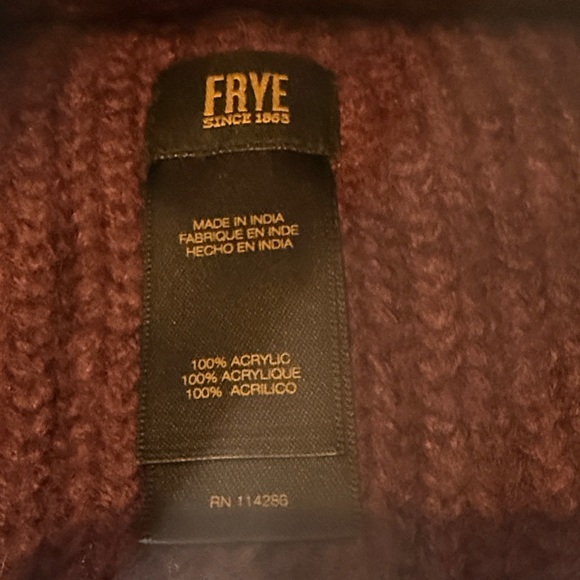 FRYE
SINCE 1863
MADE IN INDIA
FABRIQUE EN INDE
HECHO EN INDIA
100% ACRYLIC
100% ACRYLIQUE
100% ACRILICO
RN 114286